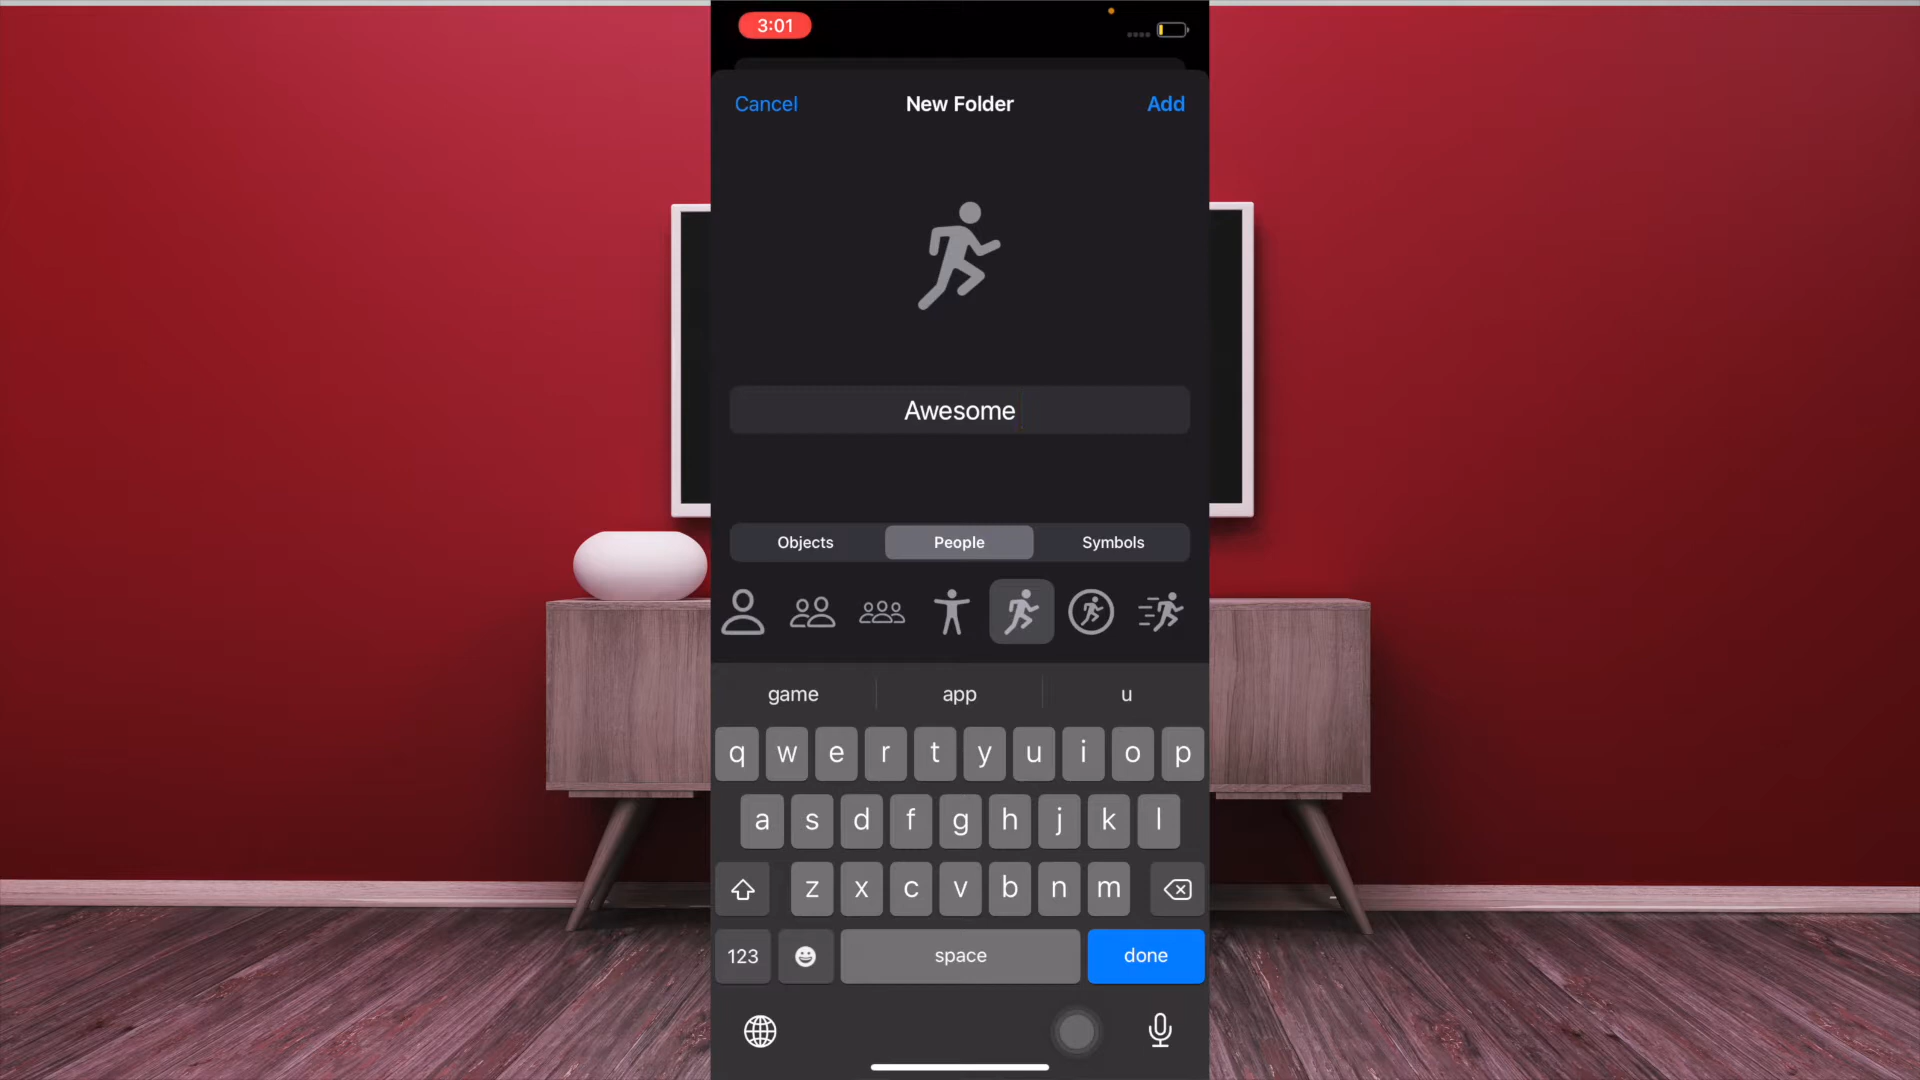 3:01
Cancel New Folder Add
Awesome
Objects People Symbols
game app u
q w e r t y u i o p
a s d f g h j k l
z x c v b n m
123 space done